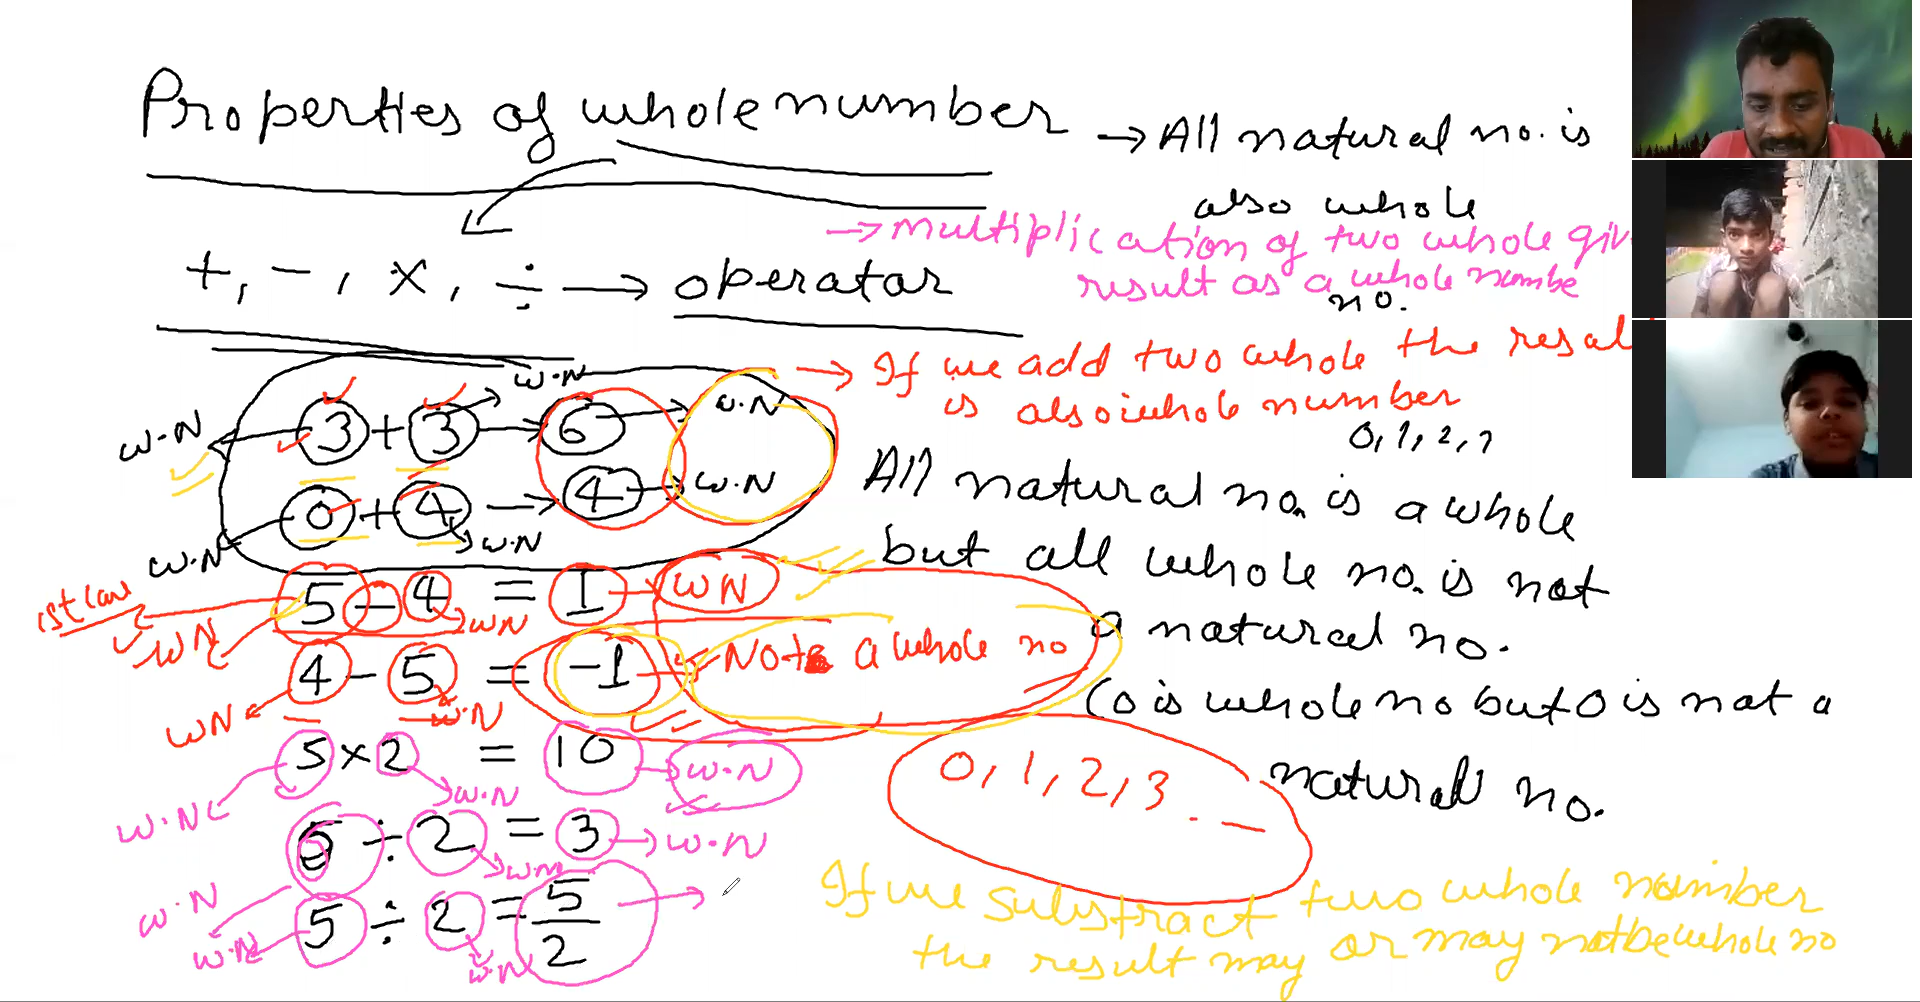 Properties of whole number
→ All natural no. is
also whole
no.
+, -, ×, ÷ → operator
→ multiplication of two whole giv
result as a whole numbe
→ If we add two whole the resul
is also whole number
w.N 3 + 3 → 6 → w.N
w.N
w.N 0 + 4 → 4 → w.N
w.N
0, 1, 2, 
All natural no. is a whole
but all whole no. is not
a natural no.
(0 is whole no but 0 is not a
natural no.
1st law
5 - 4 = 1 → WN
WN WN
4 - 5 = -1 → Not a whole no
WN w.N
5 × 2 = 10 → w.N
w.N w.N
0, 1, 2, 3 . —
÷ 2 = 3 → w.N
w.N w.N
5 ÷ 2 = 5/2 →
w.N w.N
If we substract two whole number
the result may or may not be whole no